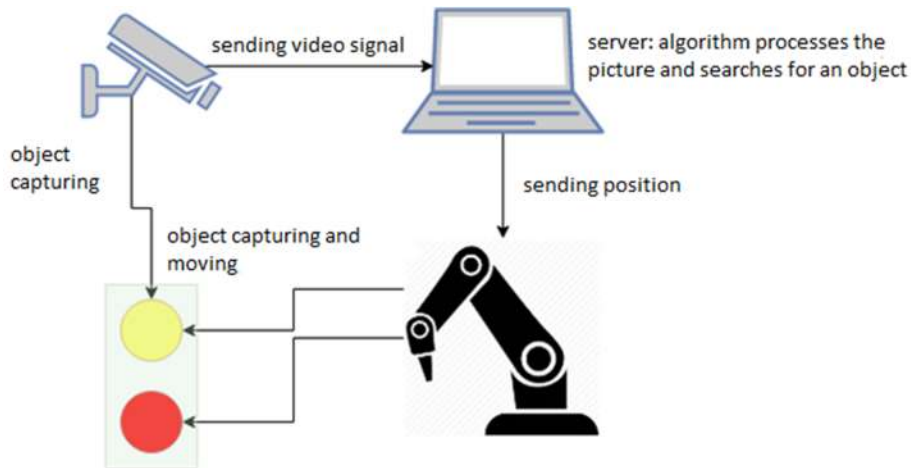 sending video signal
server: algorithm processes the
picture and searches for an object
object
capturing
sending position
object capturing and
moving